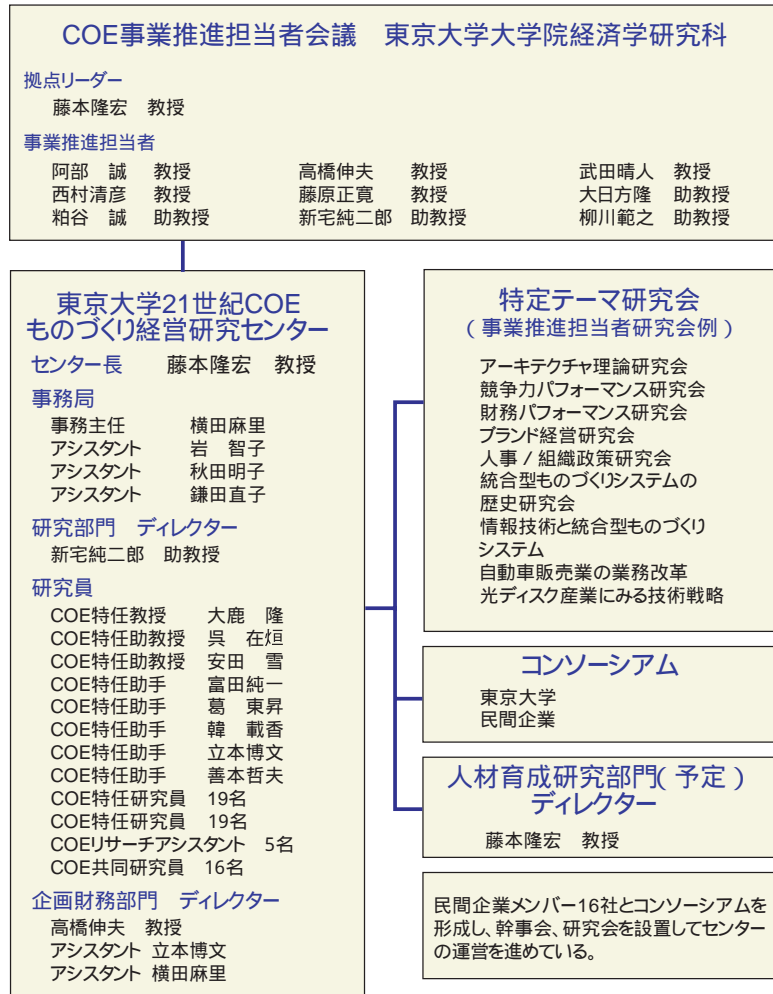 COE事業推進担当者会議　東京大学大学院経済学研究科
拠点リーダー
藤本隆宏　教授
事業推進担当者
阿部　誠　教授　高橋伸夫　教授　武田晴人　教授
西村清彦　教授　藤原正寛　教授　大日方隆　助教授
粕谷　誠　助教授　新宅純二郎　助教授　柳川範之　助教授
東京大学21世紀COE
ものづくり経営研究センター
センター長　藤本隆宏　教授
事務局
事務主任　横田麻里
アシスタント　岩　智子
アシスタント　秋田明子
アシスタント　鎌田直子
研究部門　ディレクター
新宅純二郎　助教授
研究員
COE特任教授　大鹿　隆
COE特任助教授　呉　在烜
COE特任助教授　安田　雪
COE特任助手　富田純一
COE特任助手　葛　東昇
COE特任助手　韓　載香
COE特任助手　立本博文
COE特任助手　善本哲夫
COE特任研究員　19名
COE特任研究員　19名
COEリサーチアシスタント　5名
COE共同研究員　16名
企画財務部門　ディレクター
高橋伸夫　教授
アシスタント 立本博文
アシスタント 横田麻里
特定テーマ研究会
（事業推進担当者研究会例）
アーキテクチャ理論研究会
競争力パフォーマンス研究会
財務パフォーマンス研究会
ブランド経営研究会
人事／組織政策研究会
統合型ものづくりシステムの
歴史研究会
情報技術と統合型ものづくり
システム
自動車販売業の業務改革
光ディスク産業にみる技術戦略
コンソーシアム
東京大学
民間企業
人材育成研究部門（予定）
ディレクター
藤本隆宏　教授
民間企業メンバー16社とコンソーシアムを
形成し、幹事会、研究会を設置してセンター
の運営を進めている。